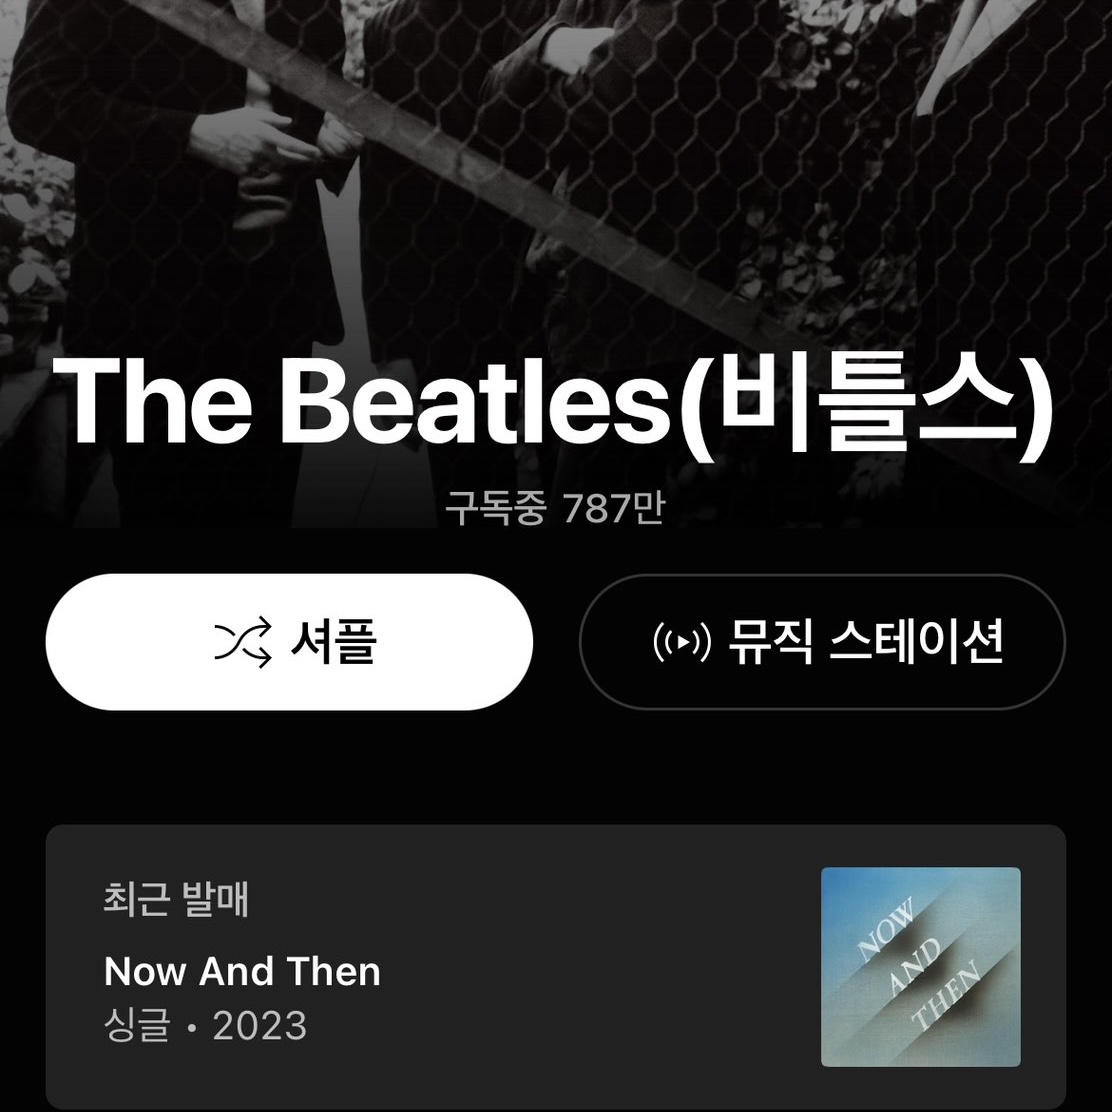 The Beatles(비틀스)
구독중 787만
셔플
뮤직 스테이션
최근 발매
Now And Then
싱글 • 2023
NOW
AND
THEN